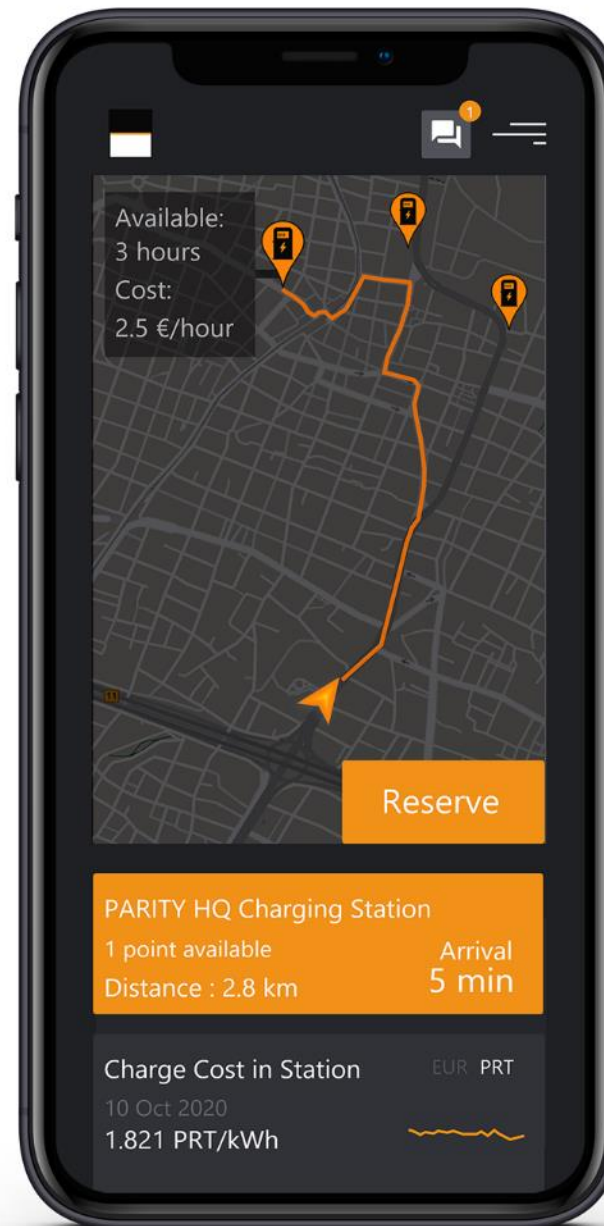 1
Available:
3 hours
Cost:
2.5 €/hour
Reserve
PARITY HQ Charging Station
1 point available
Arrival
Distance : 2.8 km
5 min
Charge Cost in Station
EUR PRT
10 Oct 2020
1.821 PRT/kWh